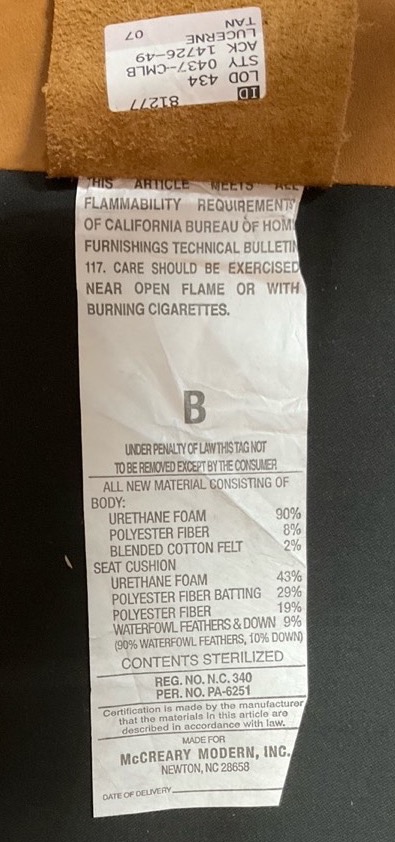 ID 81277
LOD 434
STY 0437--CMLB
ACK 14726-49
LUCERNE 07
TAN
THIS ARTICLE MEETS ALL
FLAMMABILITY REQUIREMENTS
OF CALIFORNIA BUREAU OF HOM
FURNISHINGS TECHNICAL BULLETIN
117. CARE SHOULD BE EXERCISED
NEAR OPEN FLAME OR WITH
BURNING CIGARETTES.
B
UNDER PENALTY OF LAW THIS TAG NOT
TO BE REMOVED EXCEPT BY THE CONSUMER
ALL NEW MATERIAL CONSISTING OF
BODY:
URETHANE FOAM 90%
POLYESTER FIBER 8%
BLENDED COTTON FELT 2%
SEAT CUSHION
URETHANE FOAM 43%
POLYESTER FIBER BATTING 29%
POLYESTER FIBER 19%
WATERFOWL FEATHERS & DOWN 9%
(90% WATERFOWL FEATHERS, 10% DOWN)
CONTENTS STERILIZED
REG. NO. N.C. 340
PER. NO. PA-6251
Certification is made by the manufacturer
that the materials in this article are
described in accordance with law.
MADE FOR
McCREARY MODERN, INC.
NEWTON, NC 28658
DATE OF DELIVERY